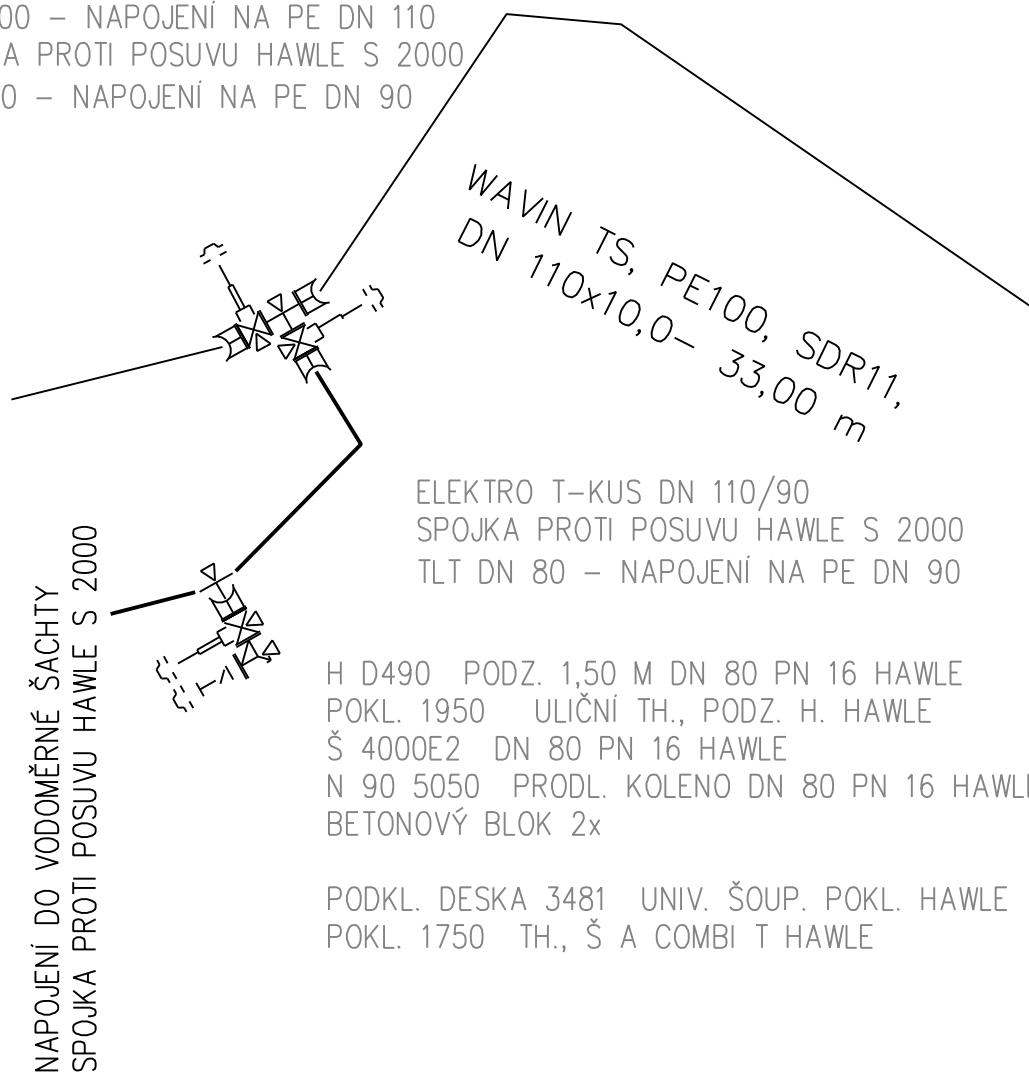 00 – NAPOJENÍ NA PE DN 110
A PROTI POSUVU HAWLE S 2000
0 – NAPOJENÍ NA PE DN 90
WAVIN TS, PE100, SDR11,
DN 110x10,0– 33,00 m
ELEKTRO T–KUS DN 110/90
SPOJKA PROTI POSUVU HAWLE S 2000
TLT DN 80 – NAPOJENÍ NA PE DN 90
NAPOJENÍ DO VODOMĚRNÉ ŠACHTY
SPOJKA PROTI POSUVU HAWLE S 2000
H D490 PODZ. 1,50 M DN 80 PN 16 HAWLE
POKL. 1950 ULIČNÍ TH., PODZ. H. HAWLE
Š 4000E2 DN 80 PN 16 HAWLE
N 90 5050 PRODL. KOLENO DN 80 PN 16 HAWLE
BETONOVÝ BLOK 2x
PODKL. DESKA 3481 UNIV. ŠOUP. POKL. HAWLE
POKL. 1750 TH., Š A COMBI T HAWLE